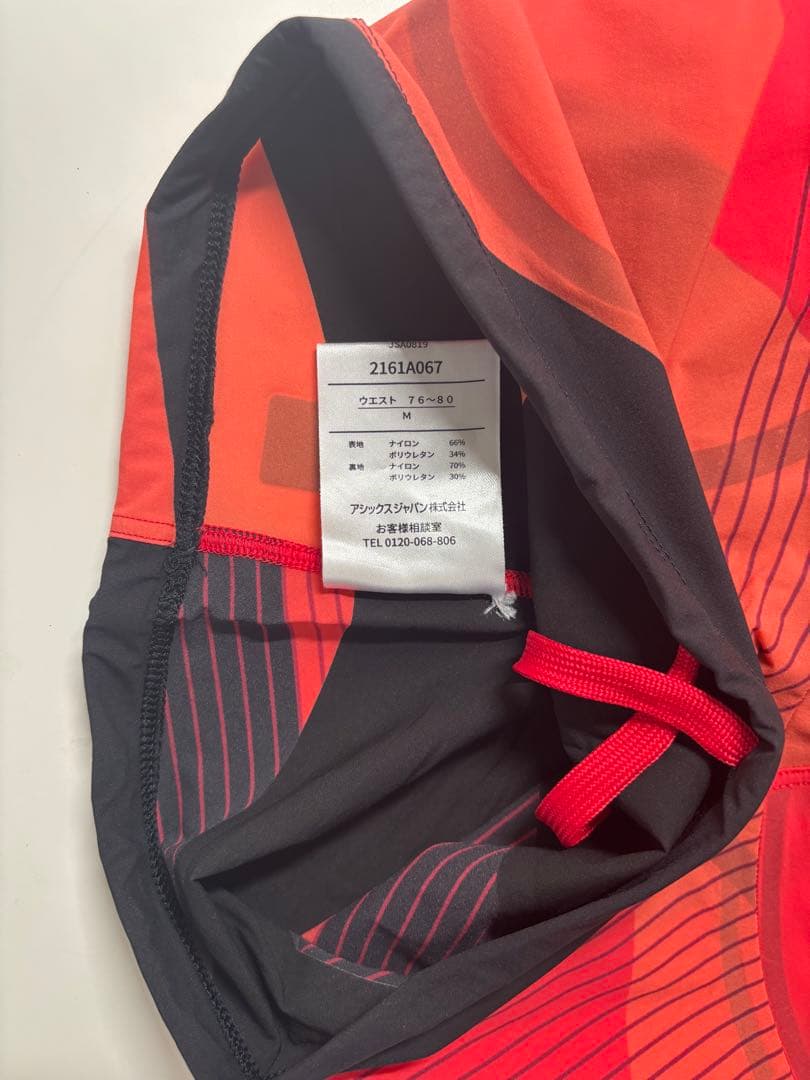 JSA0819
2161A067
ウエスト 76～80
M
表地 ナイロン 66%
ポリウレタン 34%
裏地 ナイロン 70%
ポリウレタン 30%
アシックスジャパン株式会社
お客様相談室
TEL 0120-068-806